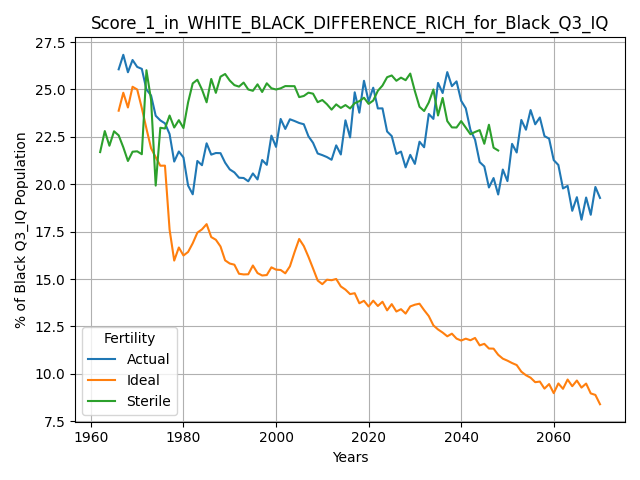 Score_1_in_WHITE_BLACK_DIFFERENCE_RICH_for_Black_Q3_IQ
27.5
25.0
22.5
20.0
17.5
15.0
12.5
10.0
7.5
% of Black Q3_IQ Population
Fertility
Actual
Ideal
Sterile
1960
1980
2000
2020
2040
2060
Years